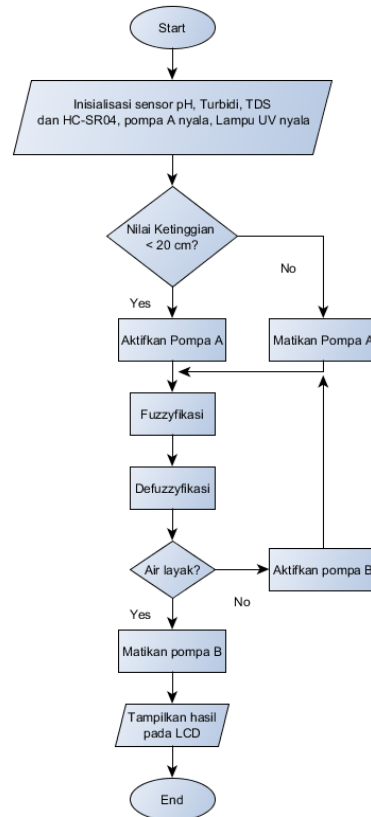 Start
Inisialisasi sensor pH, Turbidi, TDS
dan HC-SR04, pompa A nyala, Lampu UV nyala
Nilai Ketinggian
< 20 cm?
No
Yes
Aktifkan Pompa A
Matikan Pompa A
Fuzzyfikasi
Defuzzyfikasi
Air layak?
Aktifkan pompa B
No
Yes
Matikan pompa B
Tampilkan hasil
pada LCD
End